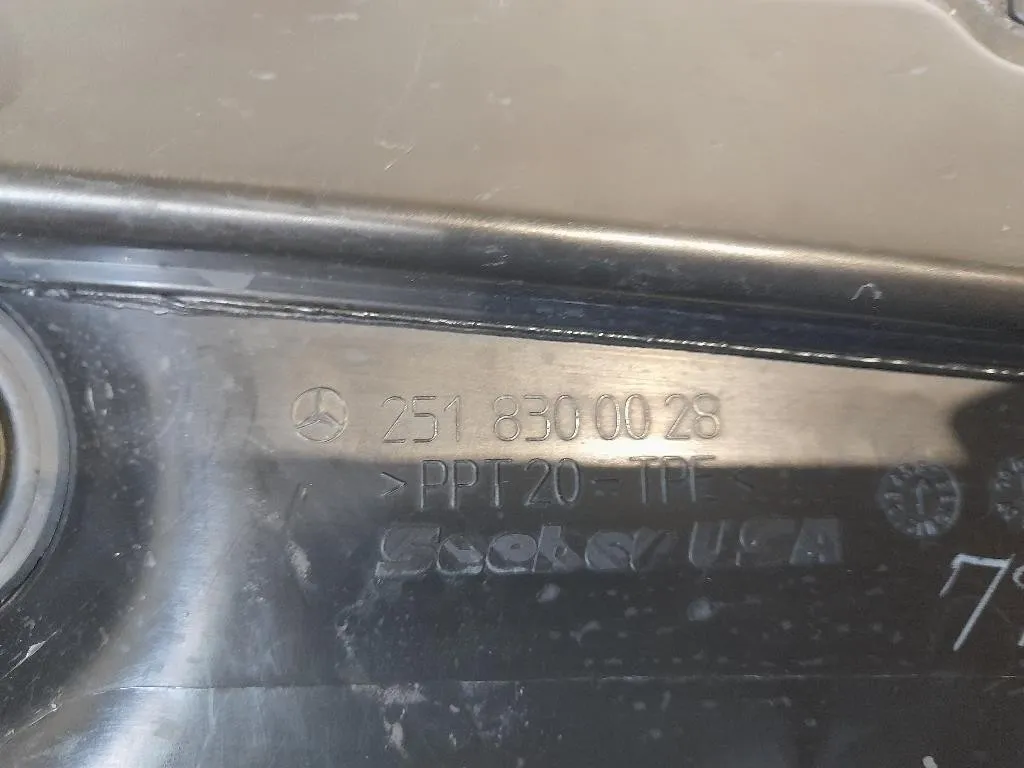 251 830 00 28
>PPT20-TPE<
Seeber USA